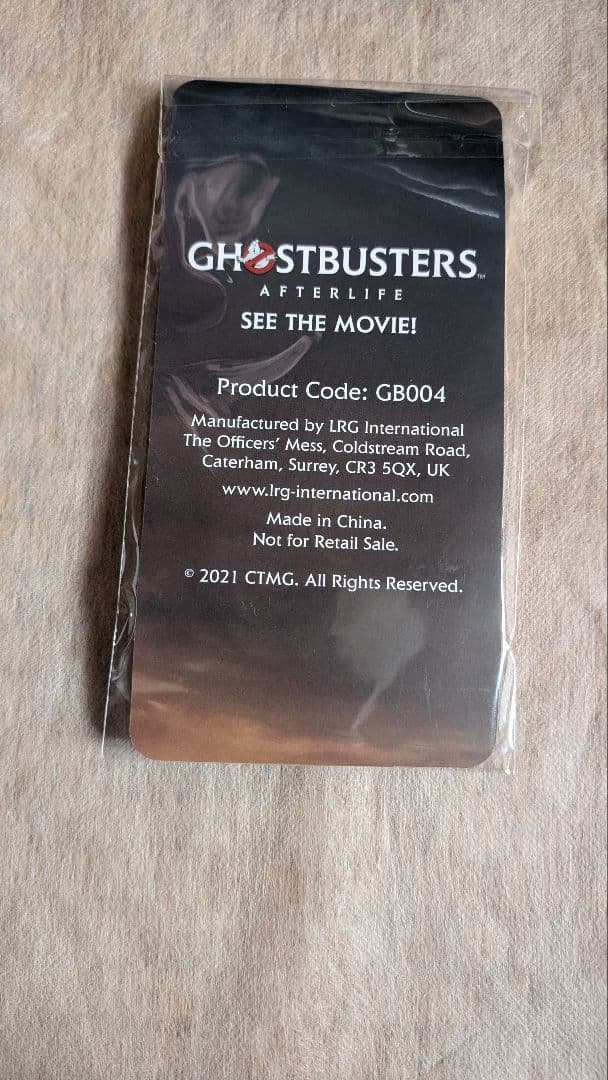 GHOSTBUSTERS™
AFTERLIFE
SEE THE MOVIE!
Product Code: GB004
Manufactured by LRG International
The Officers' Mess, Coldstream Road,
Caterham, Surrey, CR3 5QX, UK
www.lrg-international.com
Made in China.
Not for Retail Sale.
© 2021 CTMG. All Rights Reserved.